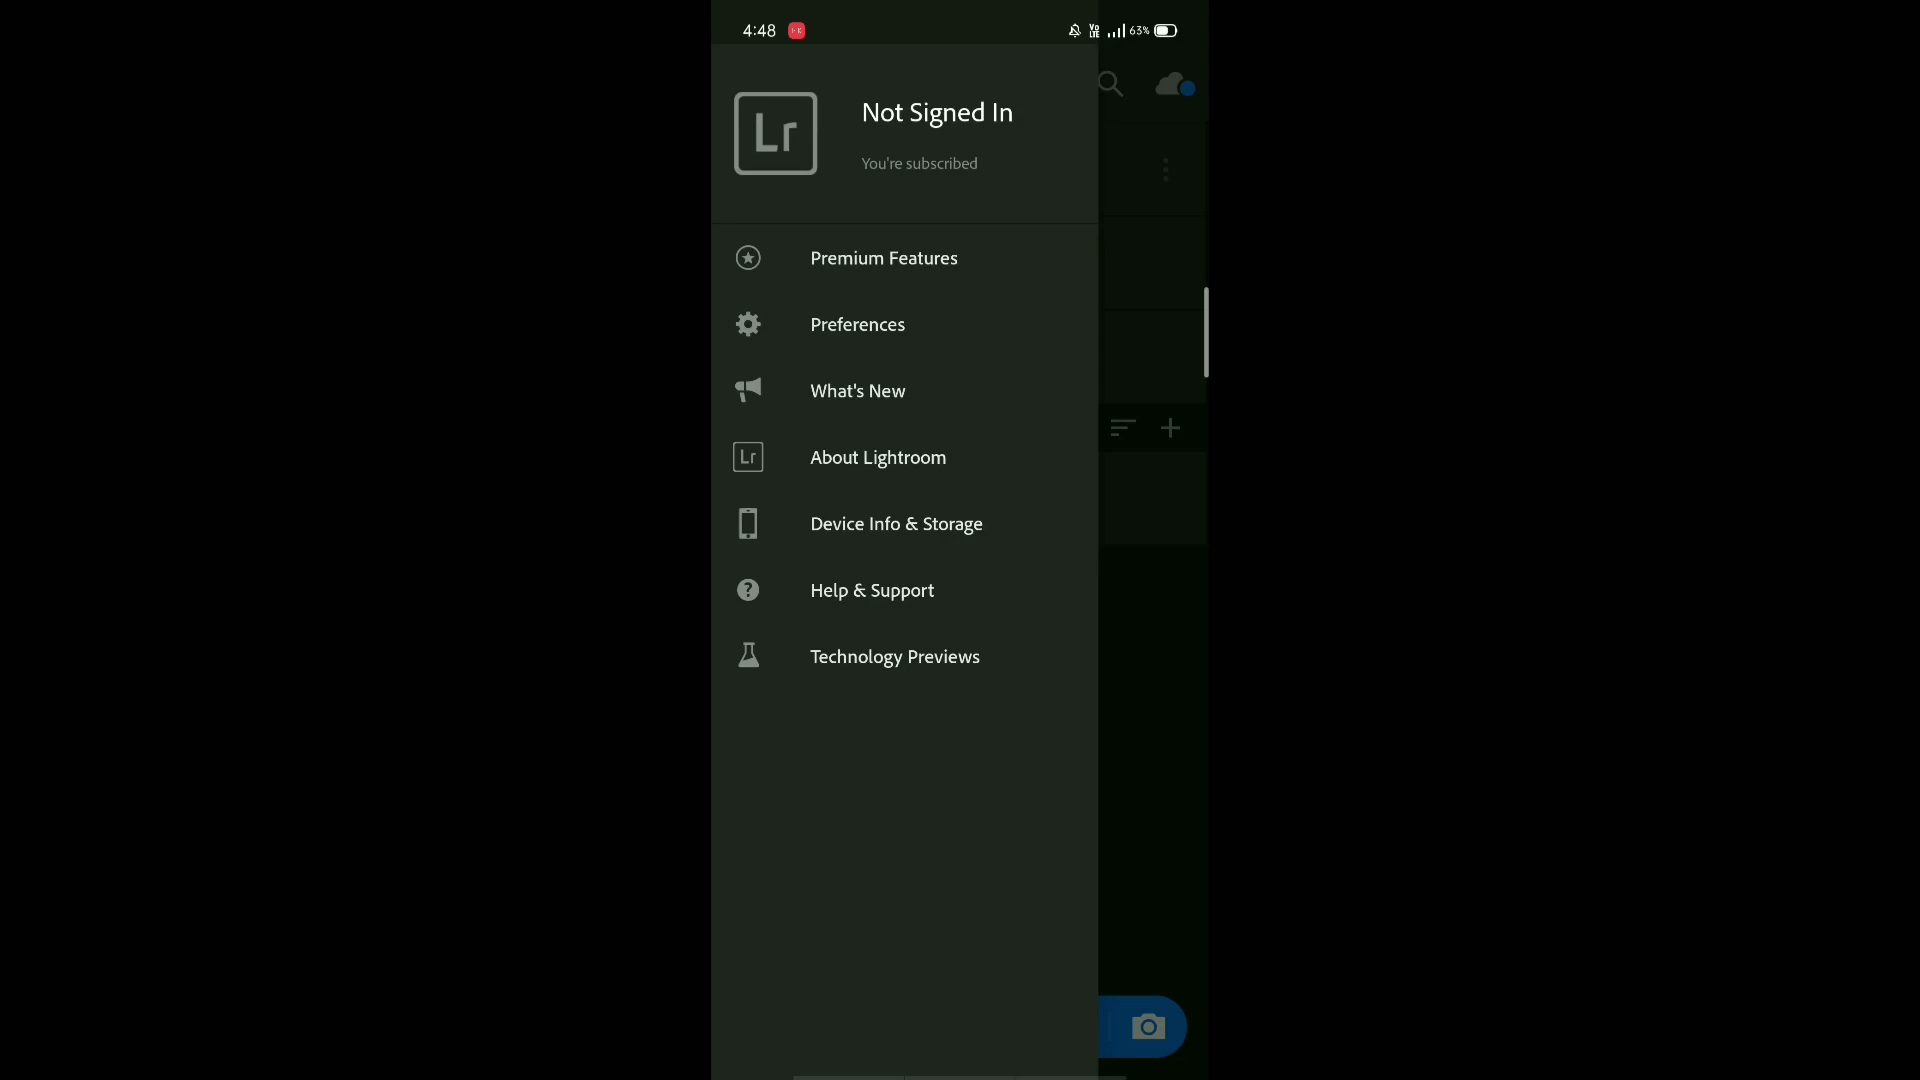 4:48
63%
Lr
Not Signed In
You're subscribed
Premium Features
Preferences
What's New
Lr
About Lightroom
Device Info & Storage
Help & Support
Technology Previews